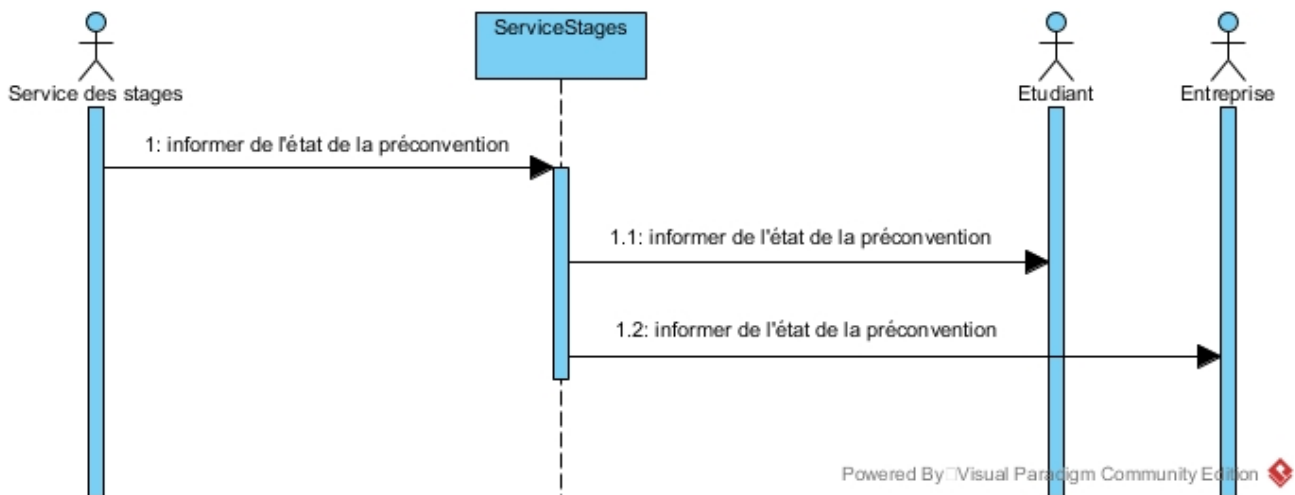 ServiceStages
Service des stages
Etudiant
Entreprise
1: informer de l'état de la préconvention
1.1: informer de l'état de la préconvention
1.2: informer de l'état de la préconvention
Powered By Visual Paradigm Community Edition